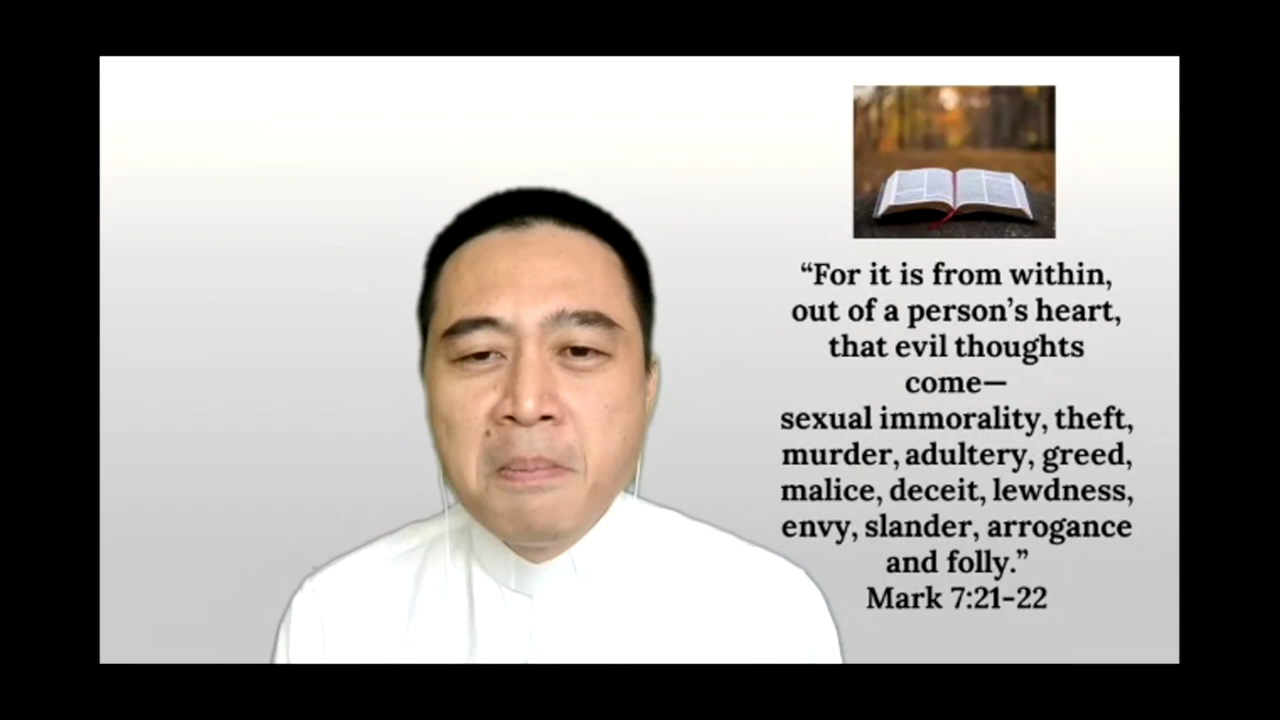 “For it is from within,
out of a person’s heart,
that evil thoughts
come—
sexual immorality, theft,
murder, adultery, greed,
malice, deceit, lewdness,
envy, slander, arrogance
and folly.”
Mark 7:21-22